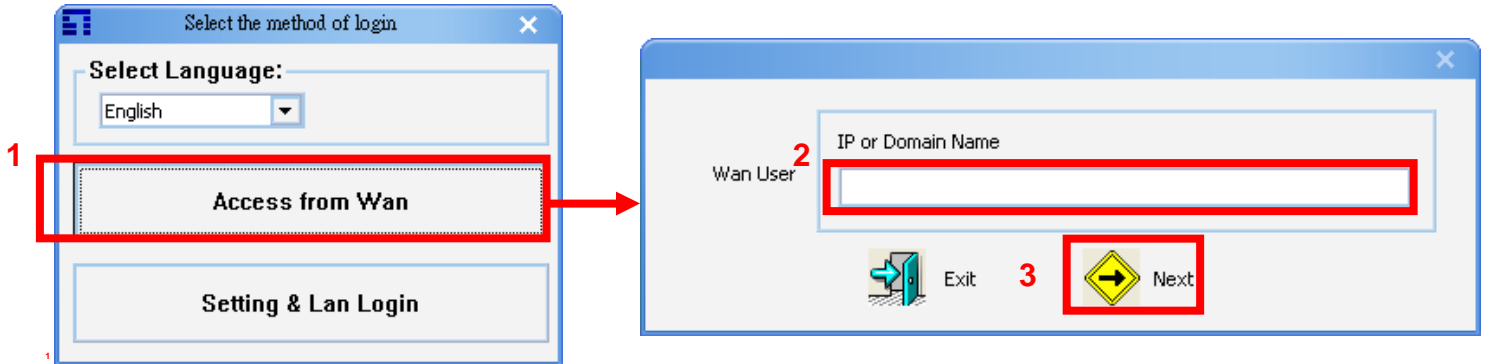 Select the method of login
Select Language:
English
1
Access from Wan
Setting & Lan Login
1
IP or Domain Name
2
Wan User
Exit
3
Next